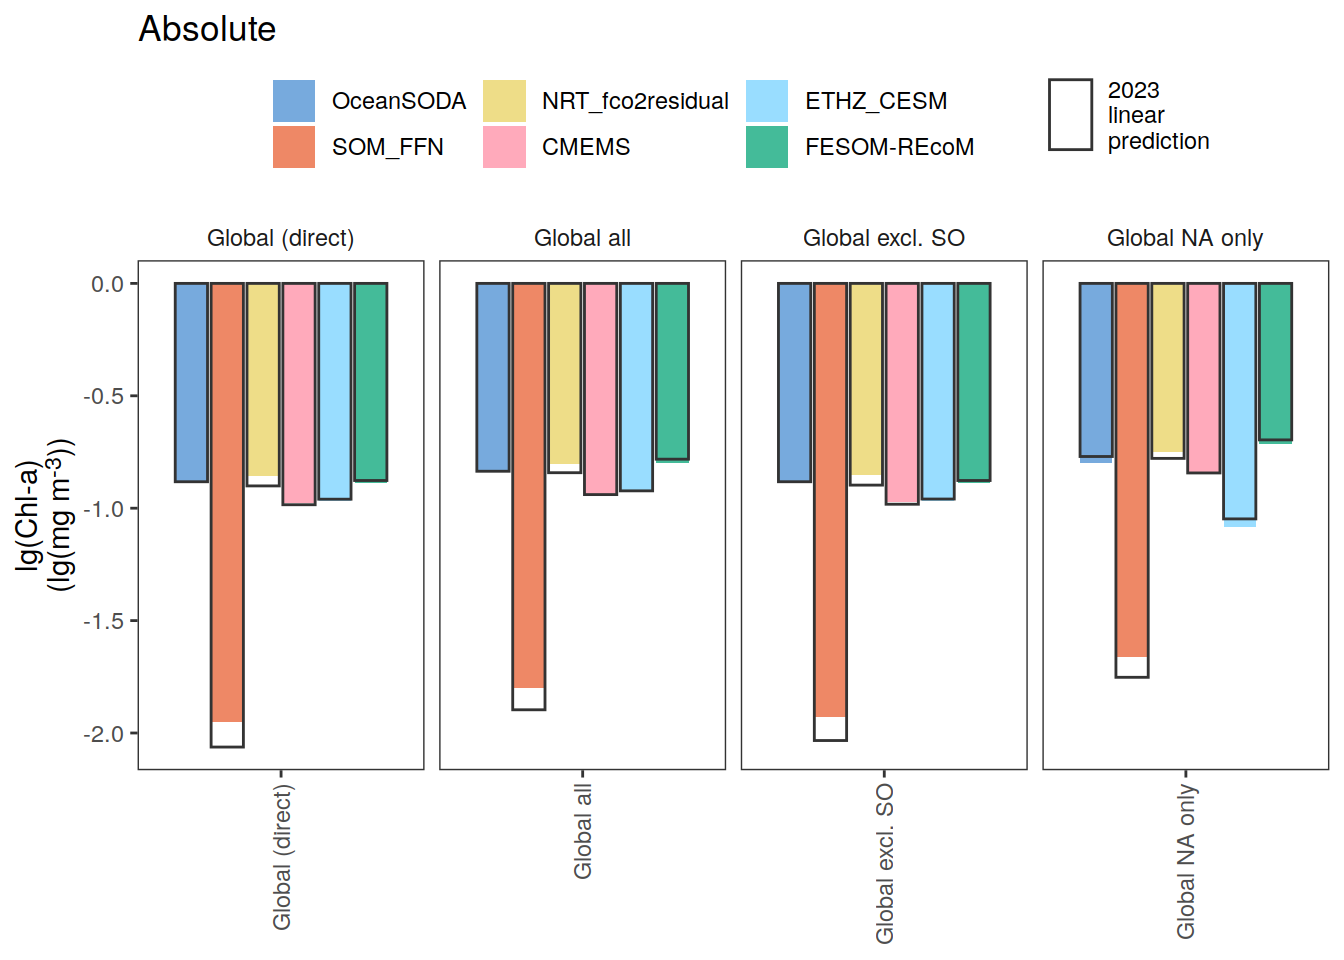 Absolute
OceanSODA
NRT_fco2residual
ETHZ_CESM
SOM_FFN
CMEMS
FESOM-REcoM
2023
linear
prediction
Global (direct)
Global all
Global excl. SO
Global NA only
0.0
-0.5
-1.0
-1.5
-2.0
lg(Chl-a)
(lg(mg m⁻³))
Global (direct)
Global all
Global excl. SO
Global NA only